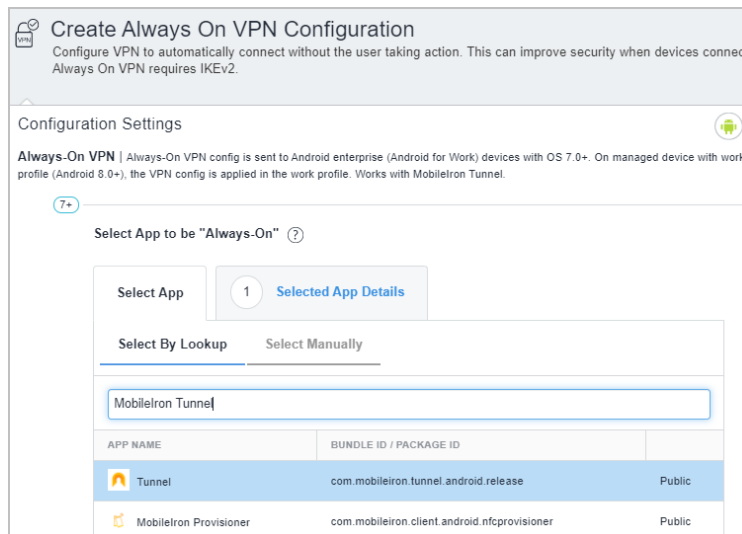 VPN
Create Always On VPN Configuration
Configure VPN to automatically connect without the user taking action. This can improve security when devices connec
Always On VPN requires IKEv2.
Configuration Settings
Always-On VPN | Always-On VPN config is sent to Android enterprise (Android for Work) devices with OS 7.0+. On managed device with work
profile (Android 8.0+), the VPN config is applied in the work profile. Works with MobileIron Tunnel.
7+
Select App to be "Always-On" ?
Select App 1 Selected App Details
Select By Lookup Select Manually
MobileIron Tunnel
APP NAME BUNDLE ID / PACKAGE ID
Tunnel com.mobileiron.tunnel.android.release Public
MobileIron Provisioner com.mobileiron.client.android.nfcprovisioner Public